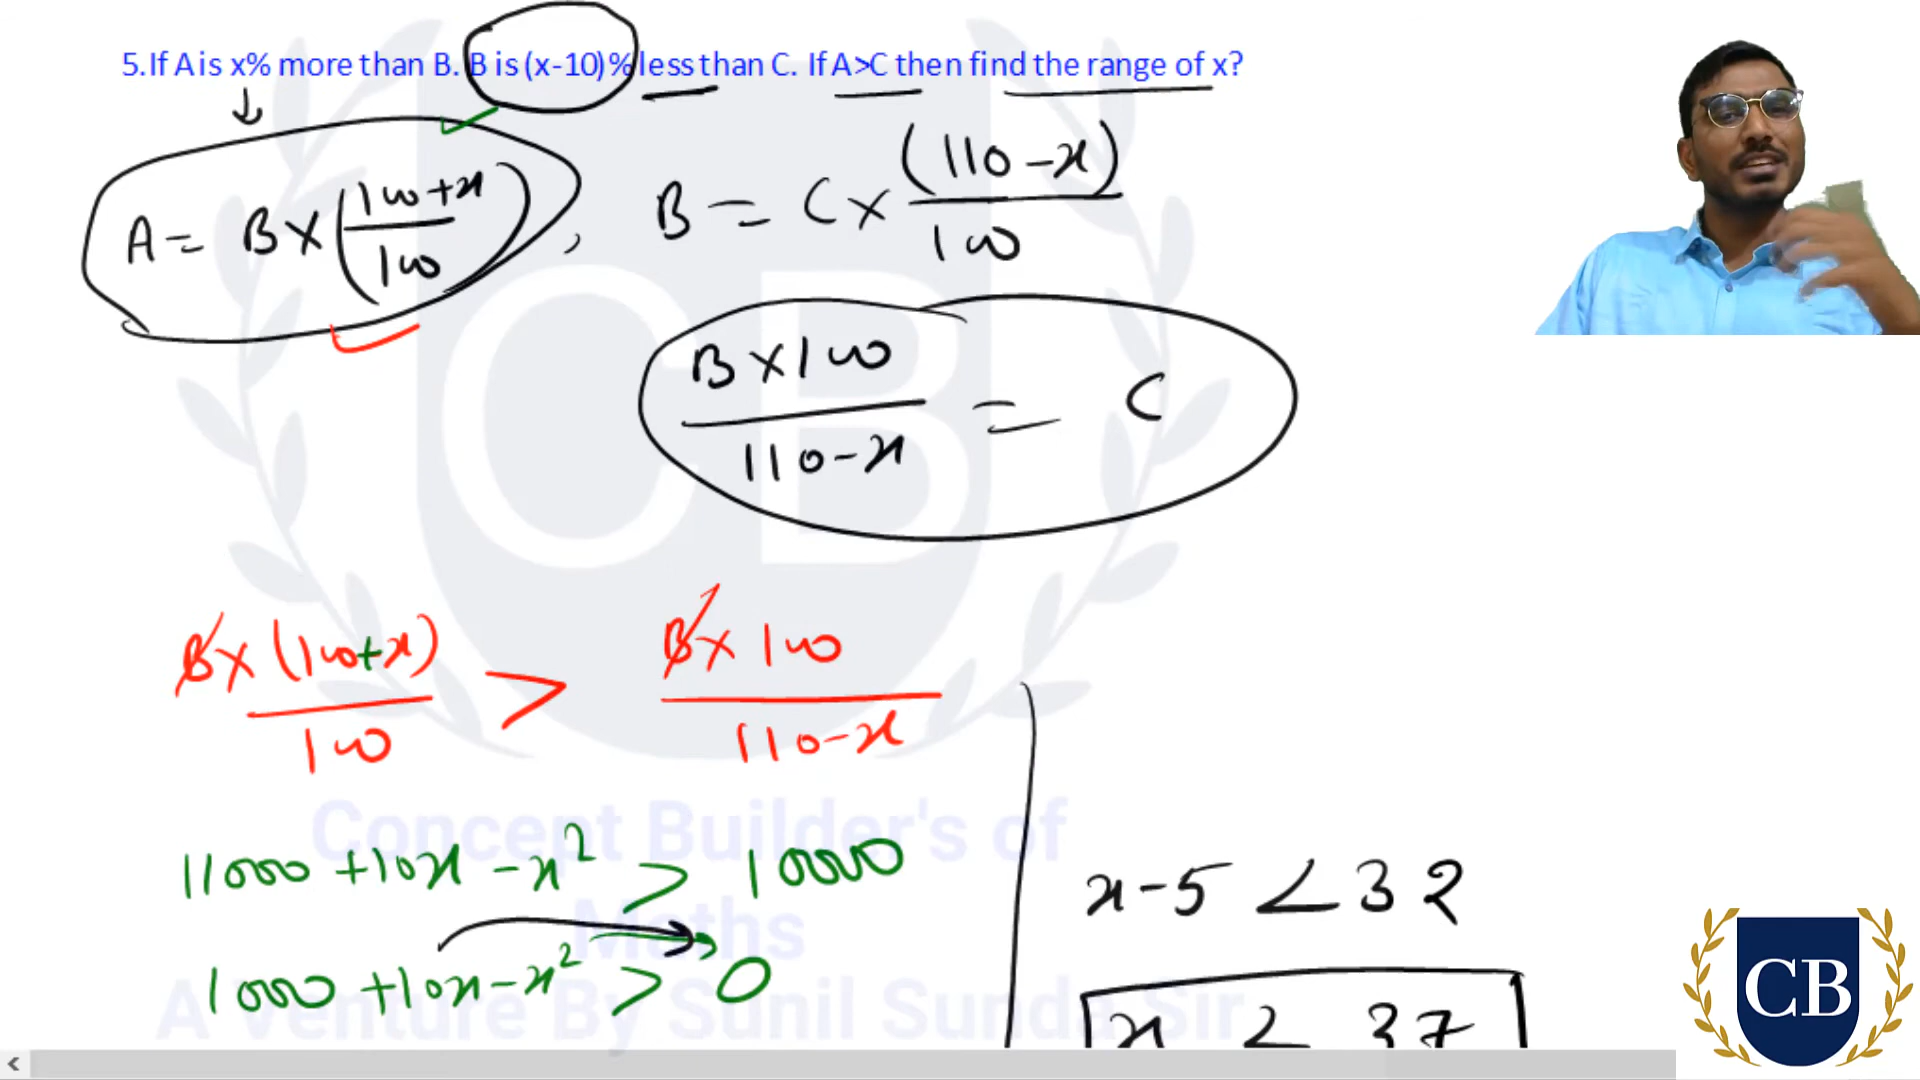 5.If A is x% more than B. B is (x-10)% less than C. If A>C then find the range of x?
A = B × (100+x / 100) , B = C × (110-x) / 100
B×100 / 110-x = C
B×(100+x) / 100 > B×100 / 110-x
11000 +10x -x² > 10000
1000 +10x -x² > 0
x-5 < 32
x < 37
CB
Concept Builder's of
Maths
A Venture By Sunil Sunda Sir
CB